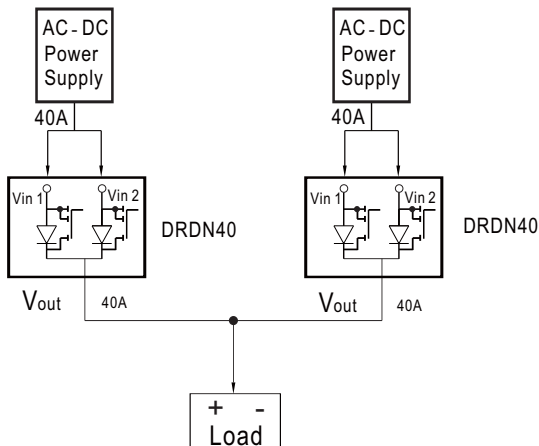 AC - DC
Power
Supply
40A
Vin 1
Vin 2
DRDN40
Vout
40A
AC - DC
Power
Supply
40A
Vin 1
Vin 2
DRDN40
Vout
40A
+ -
Load